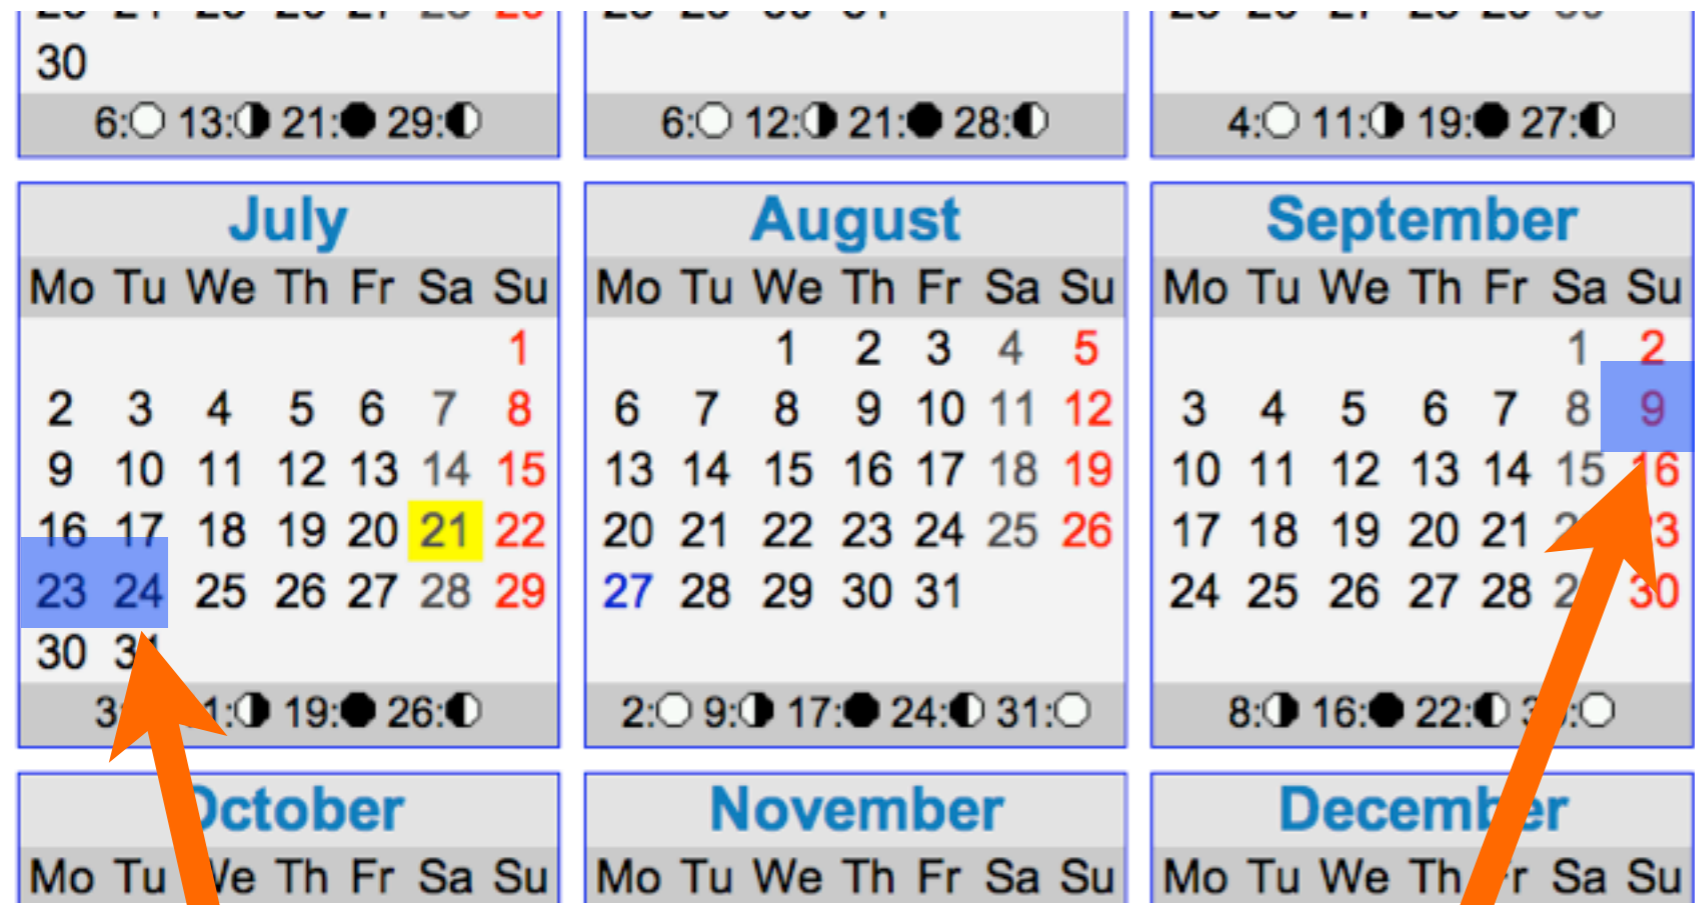 30
6:○ 13:◑ 21:● 29:◐
6:○ 12:◑ 21:● 28:◐
4:○ 11:◑ 19:● 27:◐
July
Mo Tu We Th Fr Sa Su
1
2 3 4 5 6 7 8
9 10 11 12 13 14 15
16 17 18 19 20 21 22
23 24 25 26 27 28 29
30 31
19:● 26:◐
August
Mo Tu We Th Fr Sa Su
1 2 3 4 5
6 7 8 9 10 11 12
13 14 15 16 17 18 19
20 21 22 23 24 25 26
27 28 29 30 31
2:○ 9:◑ 17:● 24:◐ 31:○
September
Mo Tu We Th Fr Sa Su
1 2
3 4 5 6 7 8 9
10 11 12 13 14 15 16
17 18 19 20 21
24 25 26 27 28 30
8:◑ 16:● 22:◐
October
Mo Tu We Th Fr Sa Su
November
Mo Tu We Th Fr Sa Su
December
Mo Tu We Th Fr Sa Su